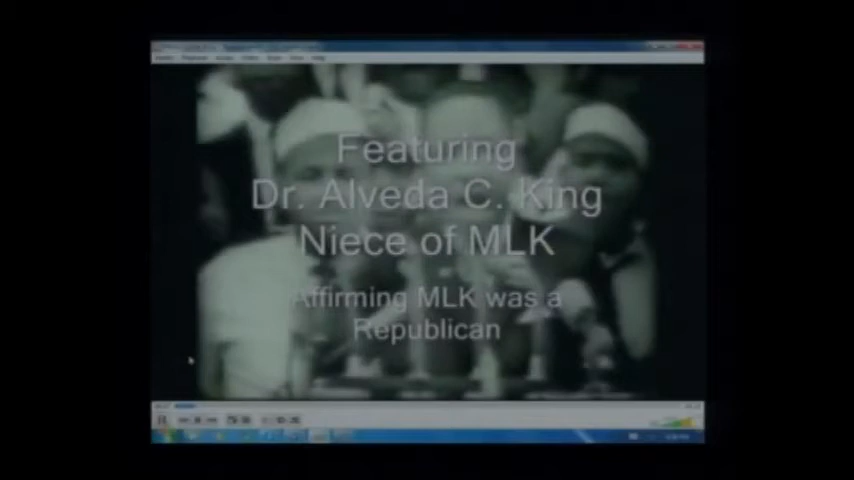 Featuring
Dr. Alveda C. King
Niece of MLK
Affirming MLK was a
Republican